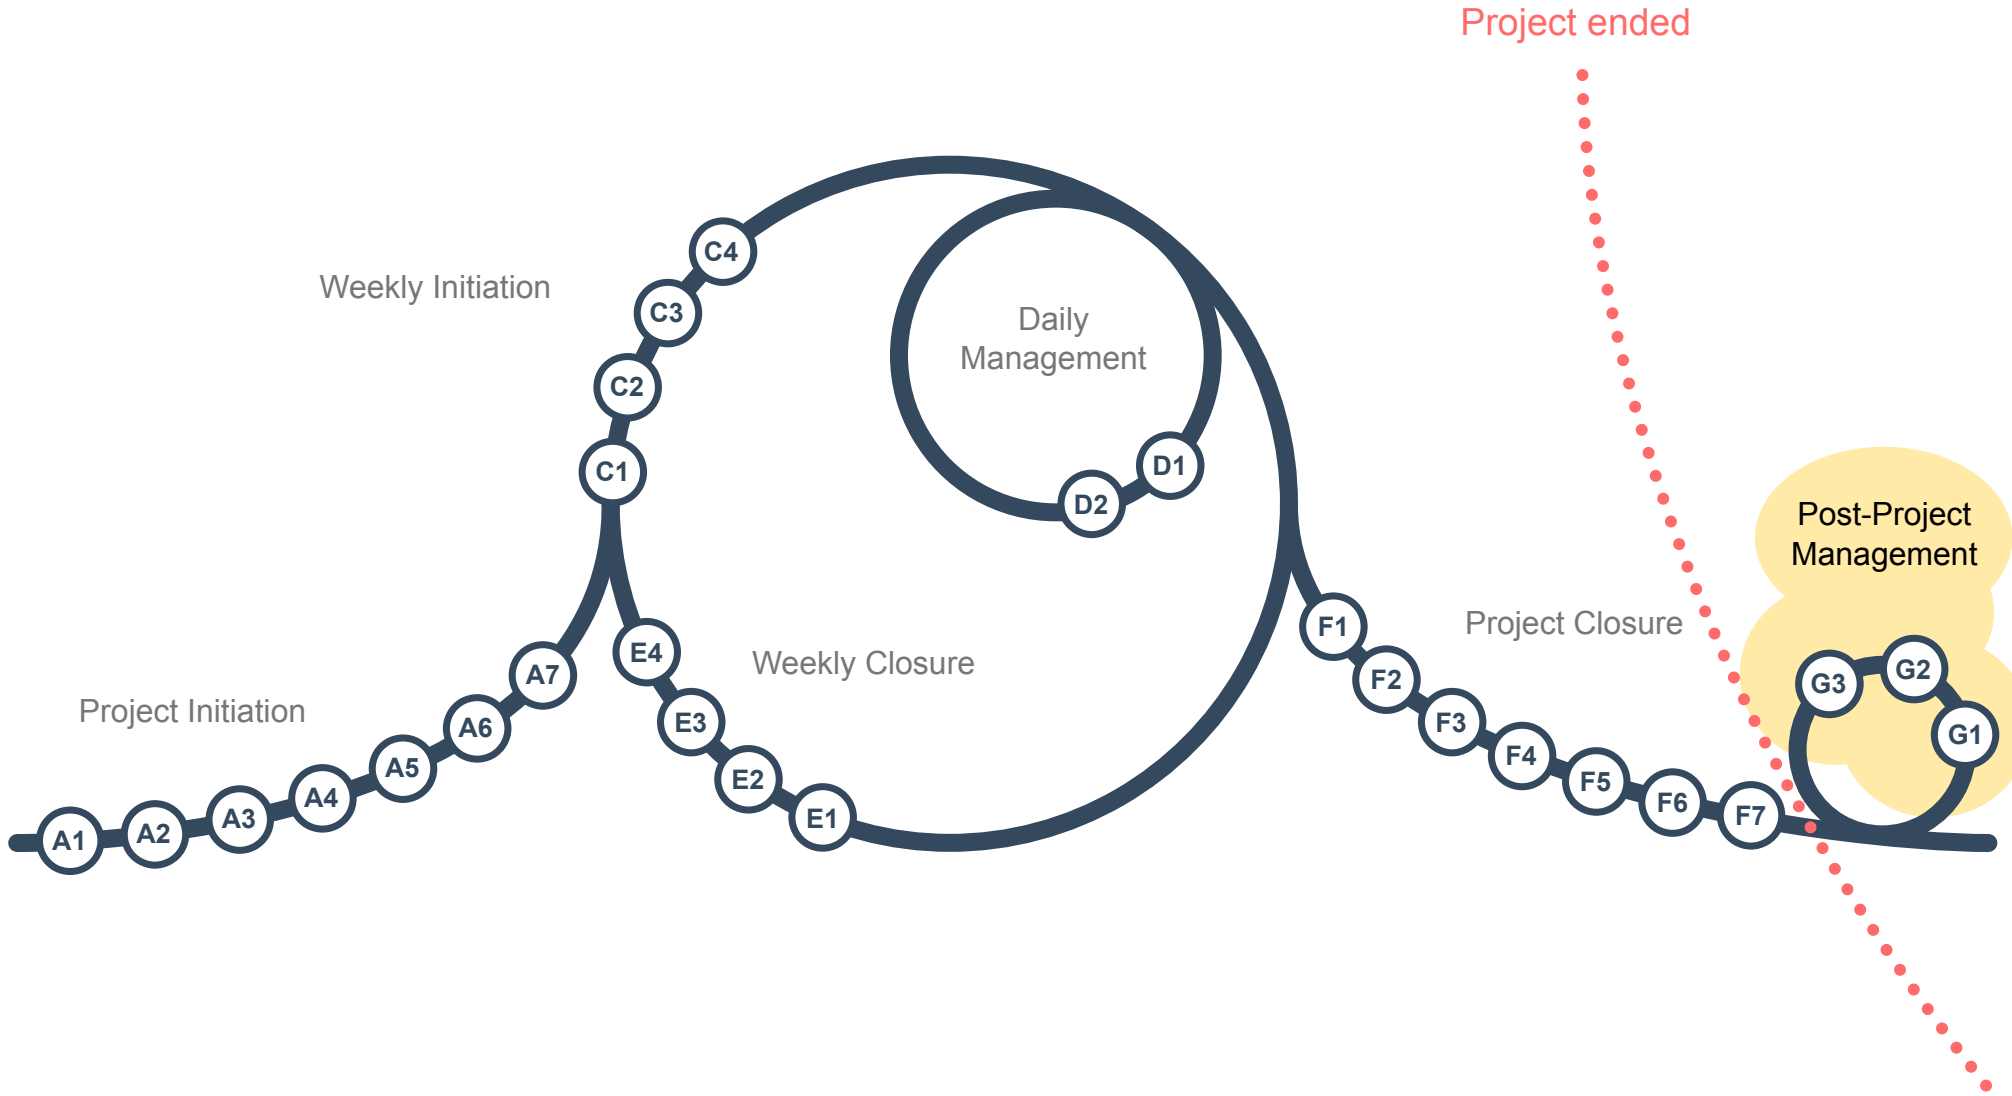 Project ended
C4
Weekly Initiation
C3
Daily
Management
C2
C1
D1
D2
Post-Project
Management
Project Closure
F1
E4
Weekly Closure
A7
F2
G3
G2
Project Initiation
A6
E3
F3
G1
A5
E2
F4
F5
A4
E1
F6
F7
A3
A2
A1